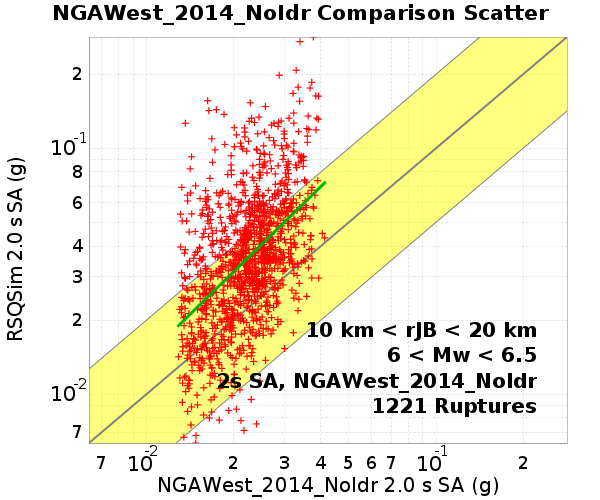 NGAWest_2014_NoIdr Comparison Scatter
RSQSim 2.0 s SA (g)
2
10-1
8
6
4
3
2
10-2
7
10 km < rJB < 20 km
6 < Mw < 6.5
2s SA, NGAWest_2014_NoIdr
1221 Ruptures
7 10-2 2 3 4 5 6 7 10-1 2
NGAWest_2014_NoIdr 2.0 s SA (g)